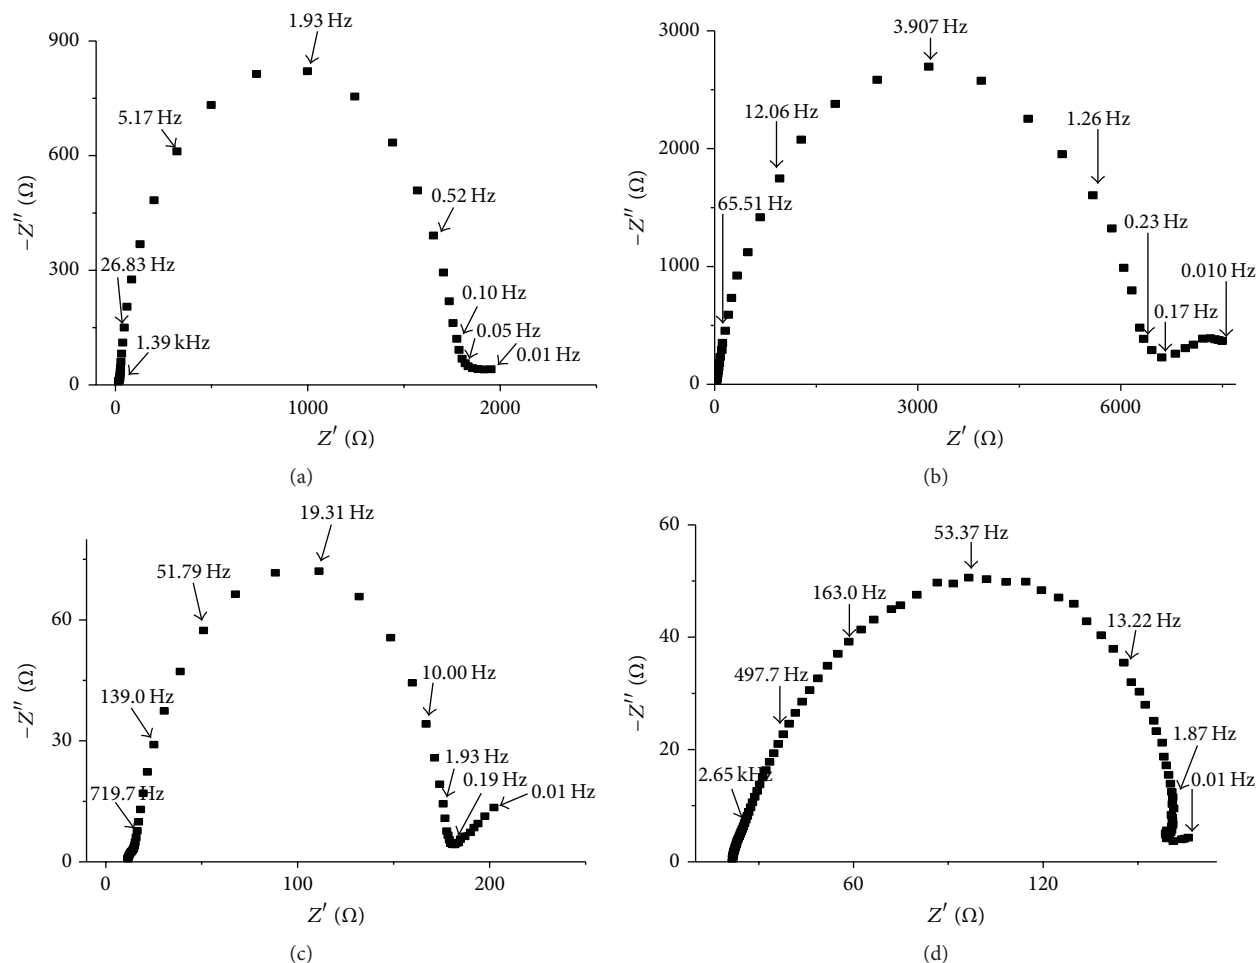 1.93 Hz
900
5.17 Hz
600
−Z″ (Ω)
0.52 Hz
300
26.83 Hz
0.10 Hz
0.05 Hz
1.39 kHz
0.01 Hz
0
0
1000
2000
Z′ (Ω)
(a)
3000
3.907 Hz
12.06 Hz
1.26 Hz
2000
−Z″ (Ω)
65.51 Hz
0.23 Hz
1000
0.010 Hz
0.17 Hz
0
0
3000
6000
Z′ (Ω)
(b)
19.31 Hz
51.79 Hz
60
−Z″ (Ω)
139.0 Hz
10.00 Hz
30
1.93 Hz
719.7 Hz
0.19 Hz
0.01 Hz
0
0
100
200
Z′ (Ω)
(c)
60
53.37 Hz
163.0 Hz
13.22 Hz
40
−Z″ (Ω)
497.7 Hz
1.87 Hz
20
2.65 kHz
0.01 Hz
0
60
120
Z′ (Ω)
(d)